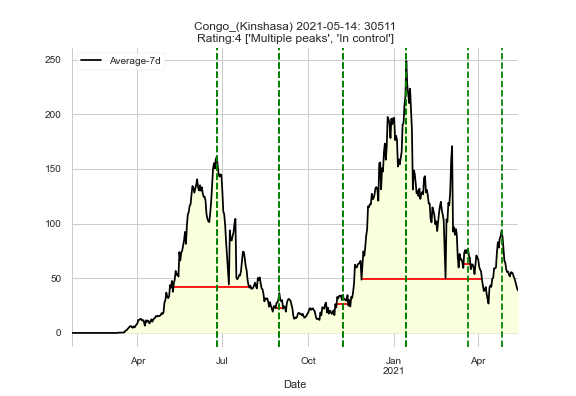 Congo_(Kinshasa) 2021-05-14: 30511
Rating:4 ['Multiple peaks', 'In control']
Average-7d
250
200
150
100
50
0
Apr
Jul
Oct
Jan
2021
Apr
Date